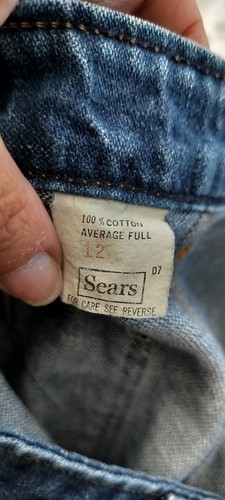 100 % COTTON
AVERAGE FULL
12
07
Sears
FOR CARE SEE REVERSE